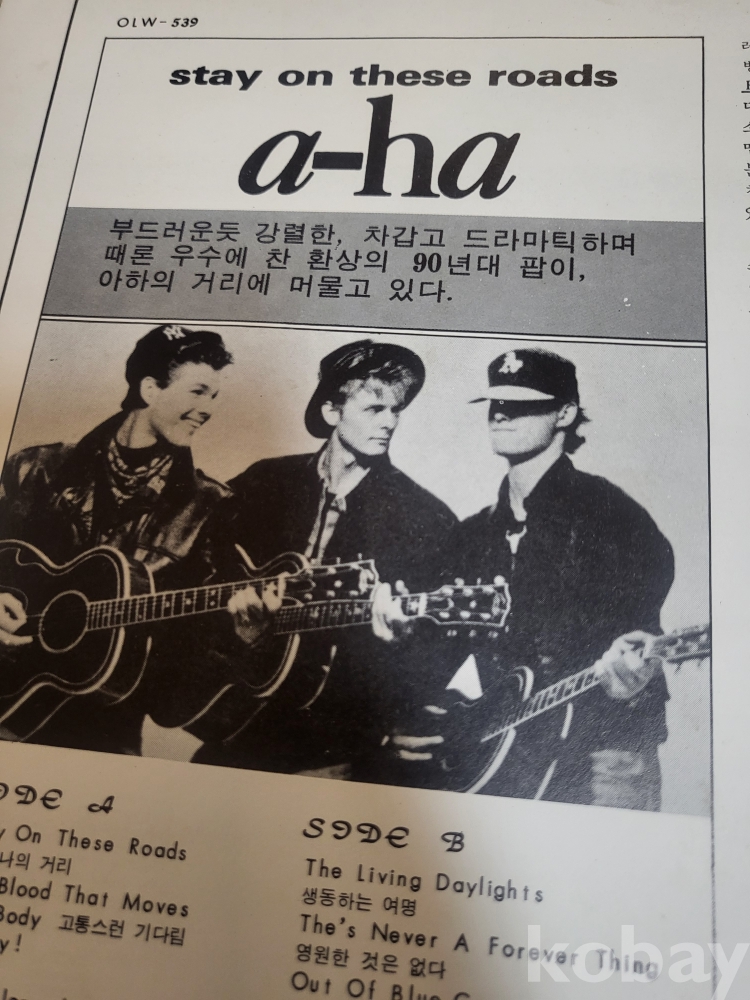 OLW-539
stay on these roads
a-ha
부드러운듯 강렬한, 차갑고 드라마틱하며
때론 우수에 찬 환상의 90년대 팝이,
아하의 거리에 머물고 있다.
NY
A
A
On These Roads
나의 거리
Blood That Moves
Body 고통스런 기다림
SIDE B
The Living Daylights
생동하는 여명
The's Never A Forever Thing
영원한 것은 없다
Out Of Blue
kobay